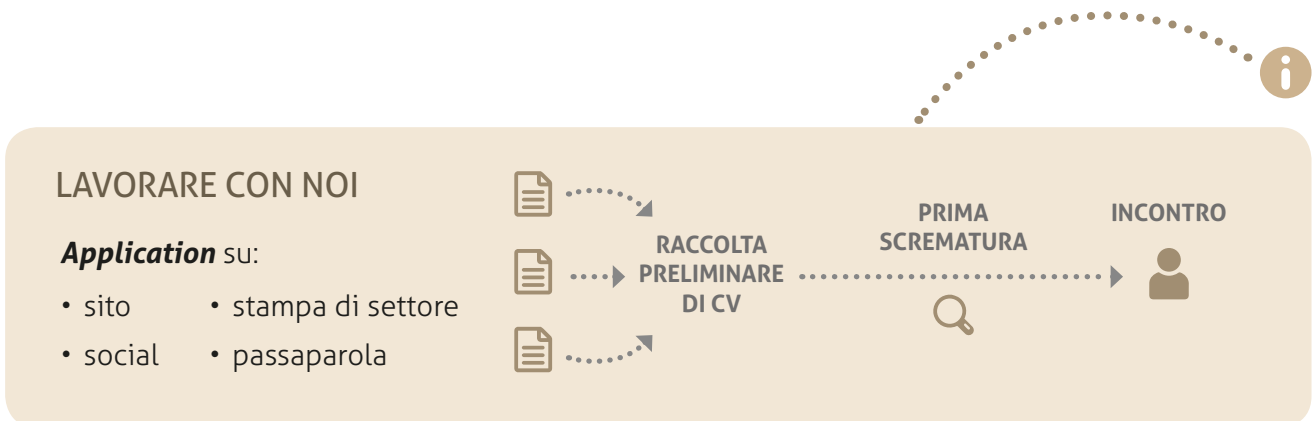 LAVORARE CON NOI
Application su:
• sito
• stampa di settore
• social
• passaparola
RACCOLTA
PRELIMINARE
DI CV
PRIMA
SCREMATURA
INCONTRO
i